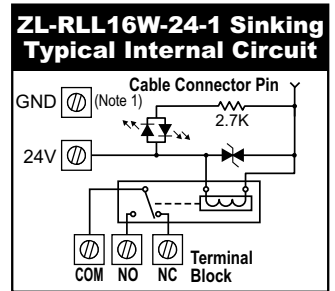 ZL-RLL16W-24-1 Sinking
Typical Internal Circuit
Cable Connector Pin
GND (Note 1)
2.7K
24V
COM NO NC Terminal
Block